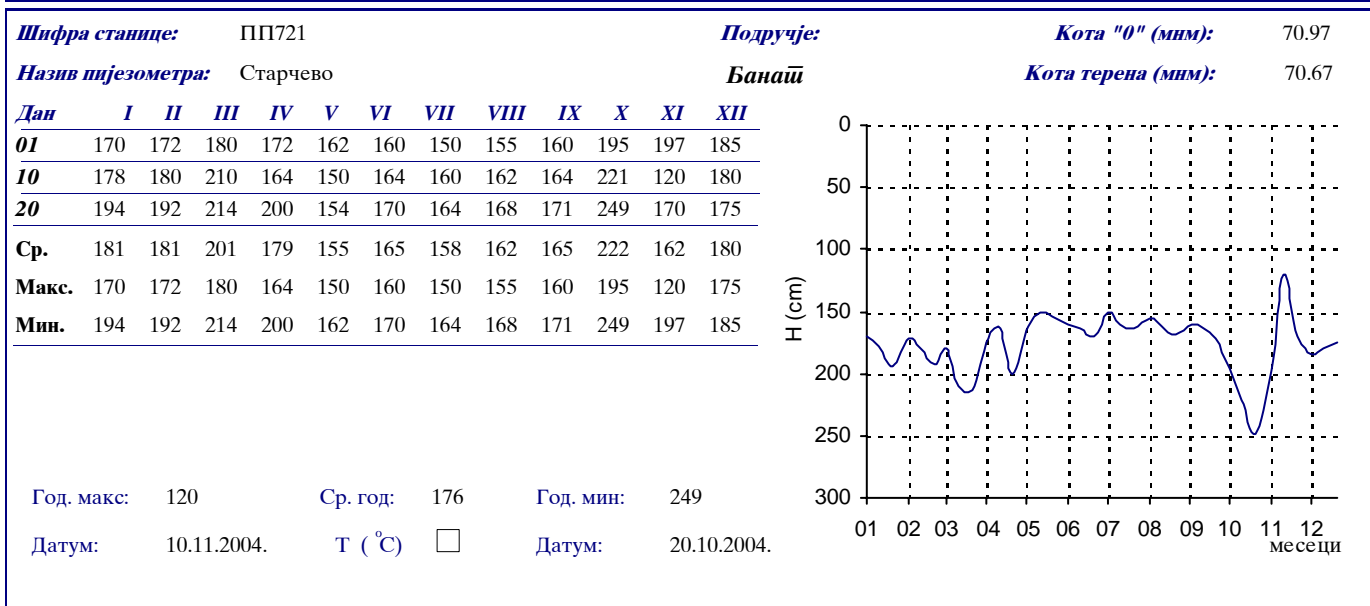 Шифра станице: ПП721 Подручје: Кота "0" (мнм): 70.97
Назив пијезометра: Старчево Банат Кота терена (мнм): 70.67
Дан I II III IV V VI VII VIII IX X XI XII
01 170 172 180 172 162 160 150 155 160 195 197 185
10 178 180 210 164 150 164 160 162 164 221 120 180
20 194 192 214 200 154 170 164 168 171 249 170 175
Ср. 181 181 201 179 155 165 158 162 165 222 162 180
Макс. 170 172 180 164 150 160 150 155 160 195 120 175
Мин. 194 192 214 200 162 170 164 168 171 249 197 185
Год. макс: 120 Ср. год: 176 Год. мин: 249
Датум: 10.11.2004. Т ( °С) Датум: 20.10.2004.
0
50
100
150
200
250
300
H (cm)
01 02 03 04 05 06 07 08 09 10 11 12
месеци